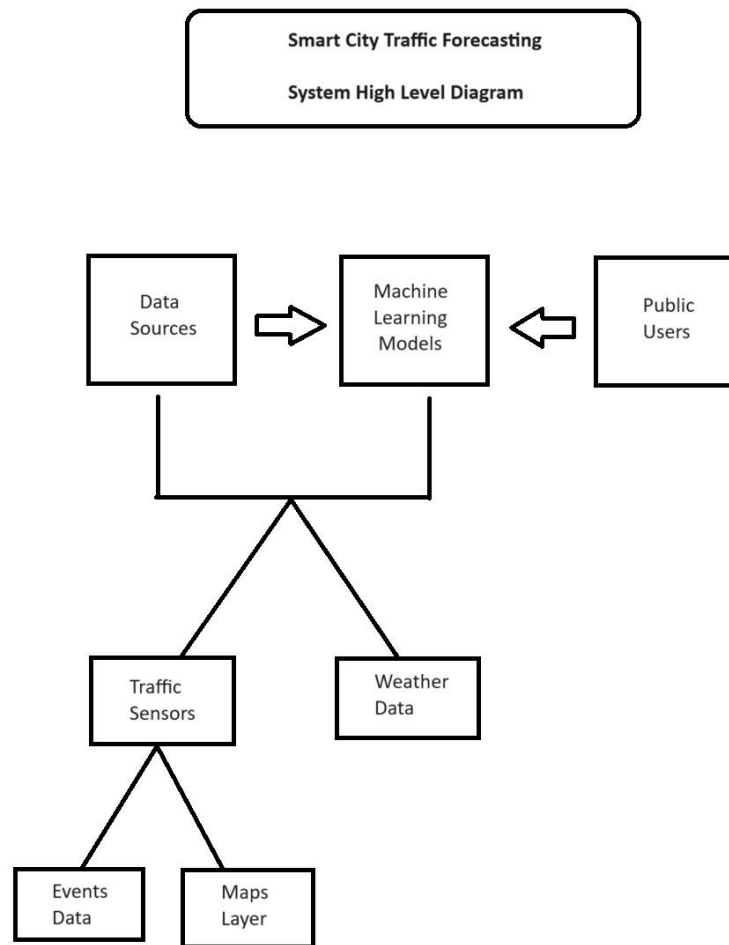 Smart City Traffic Forecasting
System High Level Diagram
Data
Sources
Machine
Learning
Models
Public
Users
Traffic
Sensors
Weather
Data
Events
Data
Maps
Layer